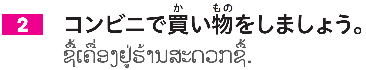 2 コンビニで買い物をしましょう。
ຊື້ເຄື່ອງຢູ່ຮ້ານສະດວກຊື້.